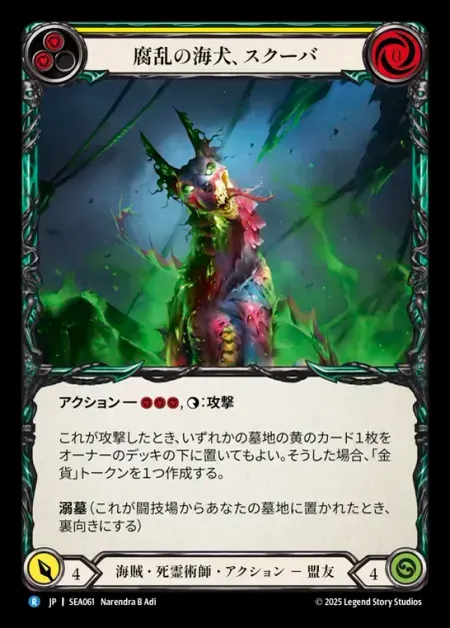 腐乱の海犬、スクーバ
0
アクション ー , :攻撃
これが攻撃したとき、いずれかの墓地の黄のカード1枚を
オーナーのデッキの下に置いてもよい。そうした場合、「金
貨」トークンを1つ作成する。
溺墓（これが闘技場からあなたの墓地に置かれたとき、
裏向きにする）
4
海賊・死霊術師・アクション ー 盟友
4
R JP | SEA061 Narendra B Adi
© 2025 Legend Story Studios